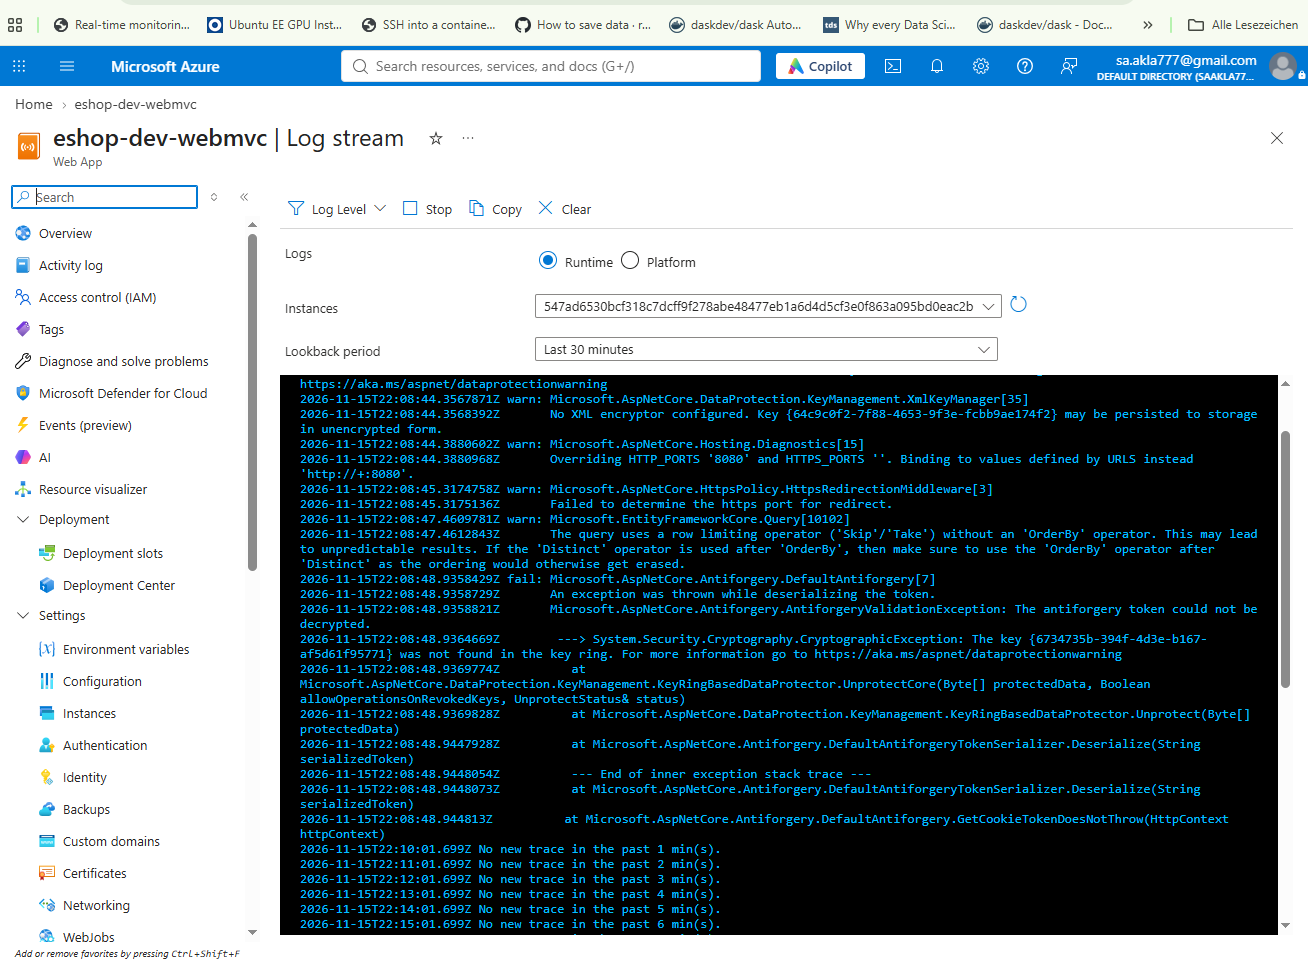 Real-time monitorin...
Ubuntu EE GPU Inst...
SSH into a containe...
How to save data · r...
daskdev/dask Auto...
tds
Why every Data Sci...
daskdev/dask - Doc...
»
Alle Lesezeichen
Microsoft Azure
Search resources, services, and docs (G+/)
Copilot
sa.akla777@gmail.com
DEFAULT DIRECTORY (SAAKLA77...
Home > eshop-dev-webmvc
eshop-dev-webmvc | Log stream
Web App
Search
Overview
Activity log
Access control (IAM)
Tags
Diagnose and solve problems
Microsoft Defender for Cloud
Events (preview)
AI
Resource visualizer
Deployment
Deployment slots
Deployment Center
Settings
Environment variables
Configuration
Instances
Authentication
Identity
Backups
Custom domains
Certificates
Networking
WebJobs
Add or remove favorites by pressing Ctrl+Shift+F
Log Level
Stop
Copy
Clear
Logs
Runtime
Platform
Instances
547ad6530bcf318c7dcff9f278abe48477eb1a6d4d5cf3e0f863a095bd0eac2b
Lookback period
Last 30 minutes
https://aka.ms/aspnet/dataprotectionwarning
2026-11-15T22:08:44.3567871Z warn: Microsoft.AspNetCore.DataProtection.KeyManagement.XmlKeyManager[35]
2026-11-15T22:08:44.3568392Z       No XML encryptor configured. Key {64c9c0f2-7f88-4653-9f3e-fcbb9ae174f2} may be persisted to storage
in unencrypted form.
2026-11-15T22:08:44.3880602Z warn: Microsoft.AspNetCore.Hosting.Diagnostics[15]
2026-11-15T22:08:44.3880968Z       Overriding HTTP_PORTS '8080' and HTTPS_PORTS ''. Binding to values defined by URLS instead
'http://+:8080'.
2026-11-15T22:08:45.3174758Z warn: Microsoft.AspNetCore.HttpsPolicy.HttpsRedirectionMiddleware[3]
2026-11-15T22:08:45.3175136Z       Failed to determine the https port for redirect.
2026-11-15T22:08:47.4609781Z warn: Microsoft.EntityFrameworkCore.Query[10102]
2026-11-15T22:08:47.4612843Z       The query uses a row limiting operator ('Skip'/'Take') without an 'OrderBy' operator. This may lead
to unpredictable results. If the 'Distinct' operator is used after 'OrderBy', then make sure to use the 'OrderBy' operator after
'Distinct' as the ordering would otherwise get erased.
2026-11-15T22:08:48.9358429Z fail: Microsoft.AspNetCore.Antiforgery.DefaultAntiforgery[7]
2026-11-15T22:08:48.9358729Z       An exception was thrown while deserializing the token.
2026-11-15T22:08:48.9358821Z       Microsoft.AspNetCore.Antiforgery.AntiforgeryValidationException: The antiforgery token could not be
decrypted.
2026-11-15T22:08:48.9364669Z        ---> System.Security.Cryptography.CryptographicException: The key {6734735b-394f-4d3e-b167-
af5d61f95771} was not found in the key ring. For more information go to https://aka.ms/aspnet/dataprotectionwarning
2026-11-15T22:08:48.9369774Z          at
Microsoft.AspNetCore.DataProtection.KeyManagement.KeyRingBasedDataProtector.UnprotectCore(Byte[] protectedData, Boolean
allowOperationsOnRevokedKeys, UnprotectStatus& status)
2026-11-15T22:08:48.9369828Z          at Microsoft.AspNetCore.DataProtection.KeyManagement.KeyRingBasedDataProtector.Unprotect(Byte[]
protectedData)
2026-11-15T22:08:48.9447928Z          at Microsoft.AspNetCore.Antiforgery.DefaultAntiforgeryTokenSerializer.Deserialize(String
serializedToken)
2026-11-15T22:08:48.9448054Z          --- End of inner exception stack trace ---
2026-11-15T22:08:48.9448073Z          at Microsoft.AspNetCore.Antiforgery.DefaultAntiforgeryTokenSerializer.Deserialize(String
serializedToken)
2026-11-15T22:08:48.944813Z          at Microsoft.AspNetCore.Antiforgery.DefaultAntiforgery.GetCookieTokenDoesNotThrow(HttpContext
httpContext)
2026-11-15T22:10:01.699Z No new trace in the past 1 min(s).
2026-11-15T22:11:01.699Z No new trace in the past 2 min(s).
2026-11-15T22:12:01.699Z No new trace in the past 3 min(s).
2026-11-15T22:13:01.699Z No new trace in the past 4 min(s).
2026-11-15T22:14:01.699Z No new trace in the past 5 min(s).
2026-11-15T22:15:01.699Z No new trace in the past 6 min(s).